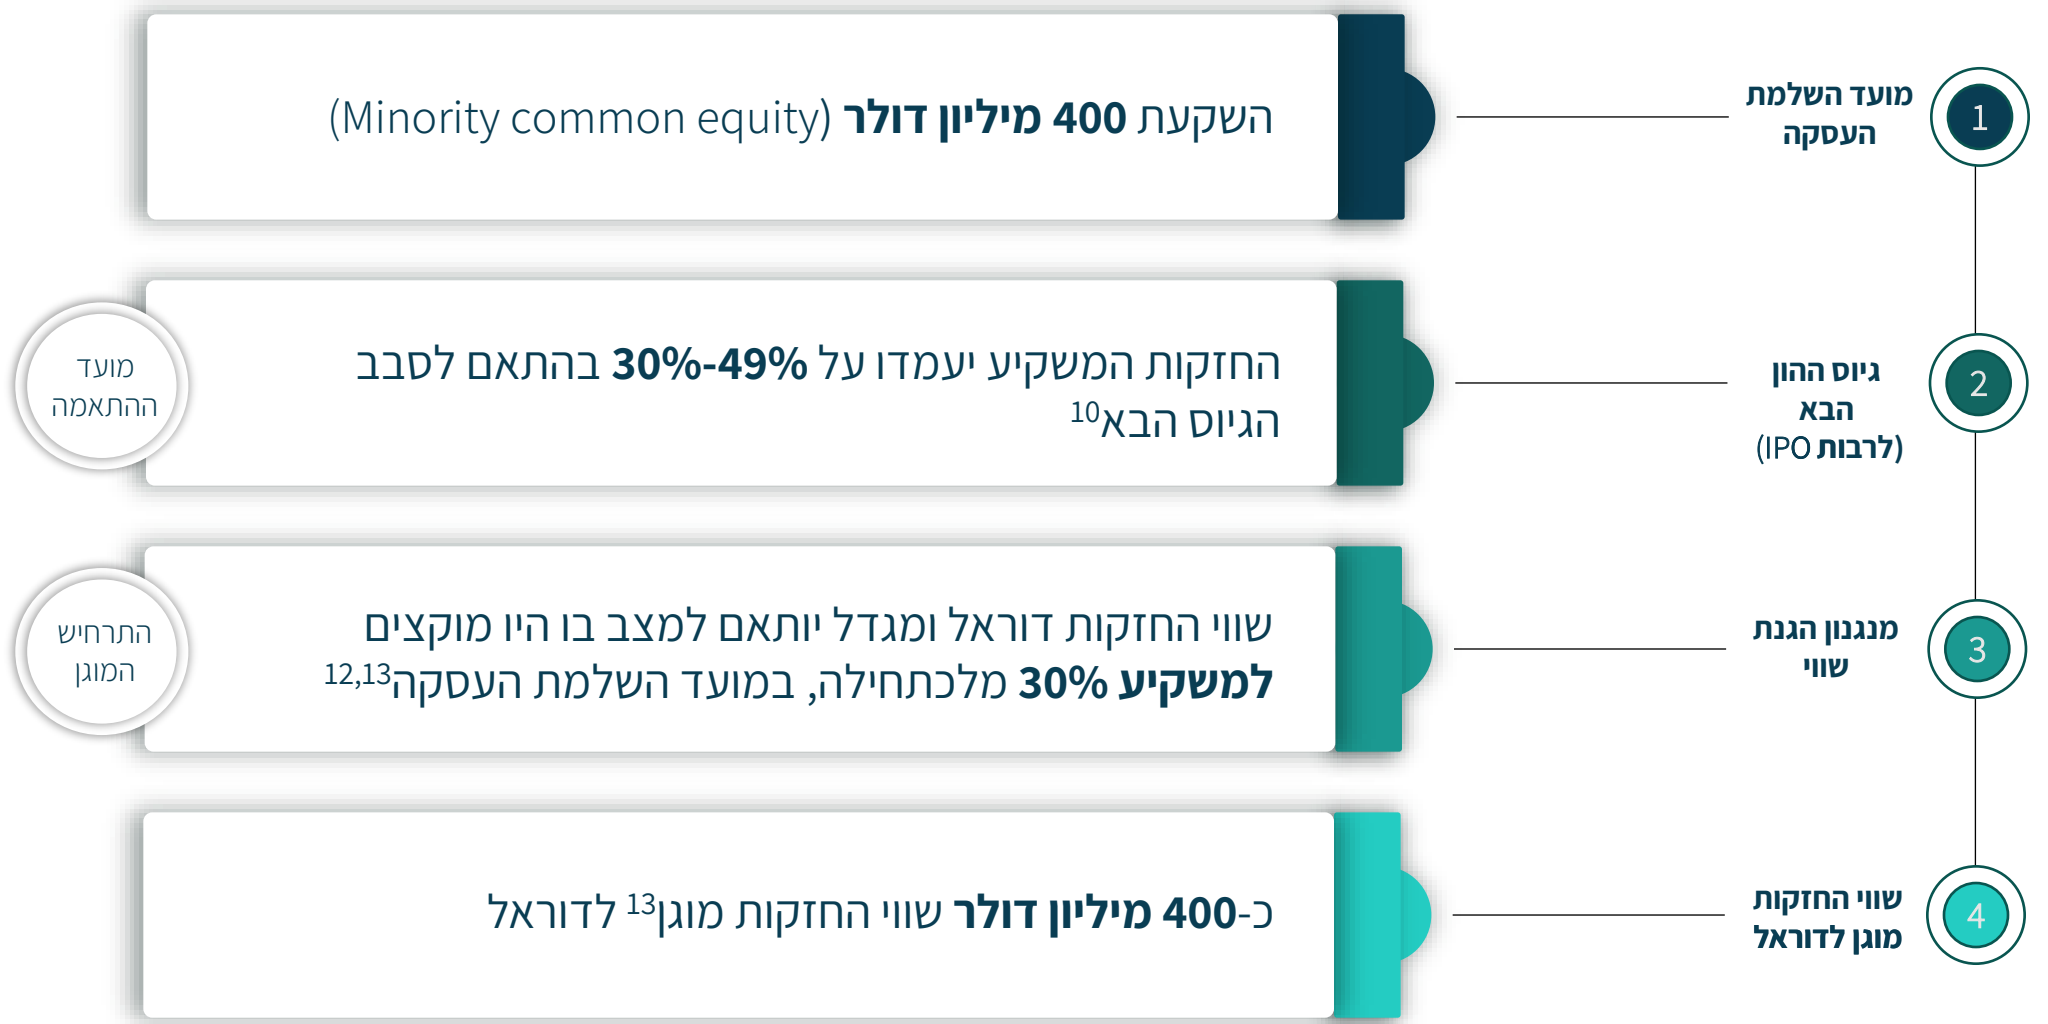 1
מועד השלמת
העסקה
השקעת 400 מיליון דולר (Minority common equity)
2
גיוס ההון
הבא
(לרבות IPO)
החזקות המשקיע יעמדו על 30%-49% בהתאם לסבב
הגיוס הבא10
מועד
ההתאמה
3
מנגנון הגנת
שווי
שווי החזקות דוראל ומגדל יותאם למצב בו היו מוקצים
למשקיע 30% מלכתחילה, במועד השלמת העסקה12,13
התרחיש
המוגן
4
שווי החזקות
מוגן לדוראל
כ-400 מיליון דולר שווי החזקות מוגן13 לדוראל